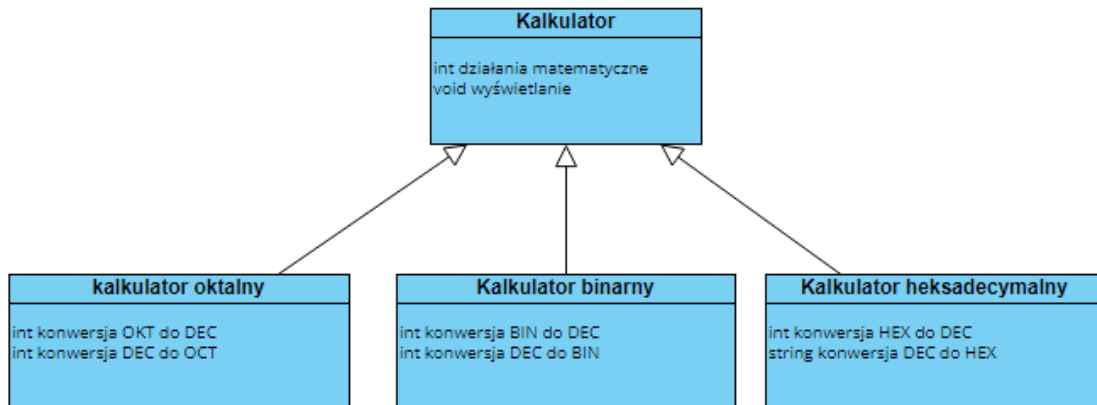 Kalkulator
int działania matematyczne
void wyświetlanie
kalkulator oktalny
int konwersja OKT do DEC
int konwersja DEC do OCT
Kalkulator binarny
int konwersja BIN do DEC
int konwersja DEC do BIN
Kalkulator heksadecymalny
int konwersja HEX do DEC
string konwersja DEC do HEX